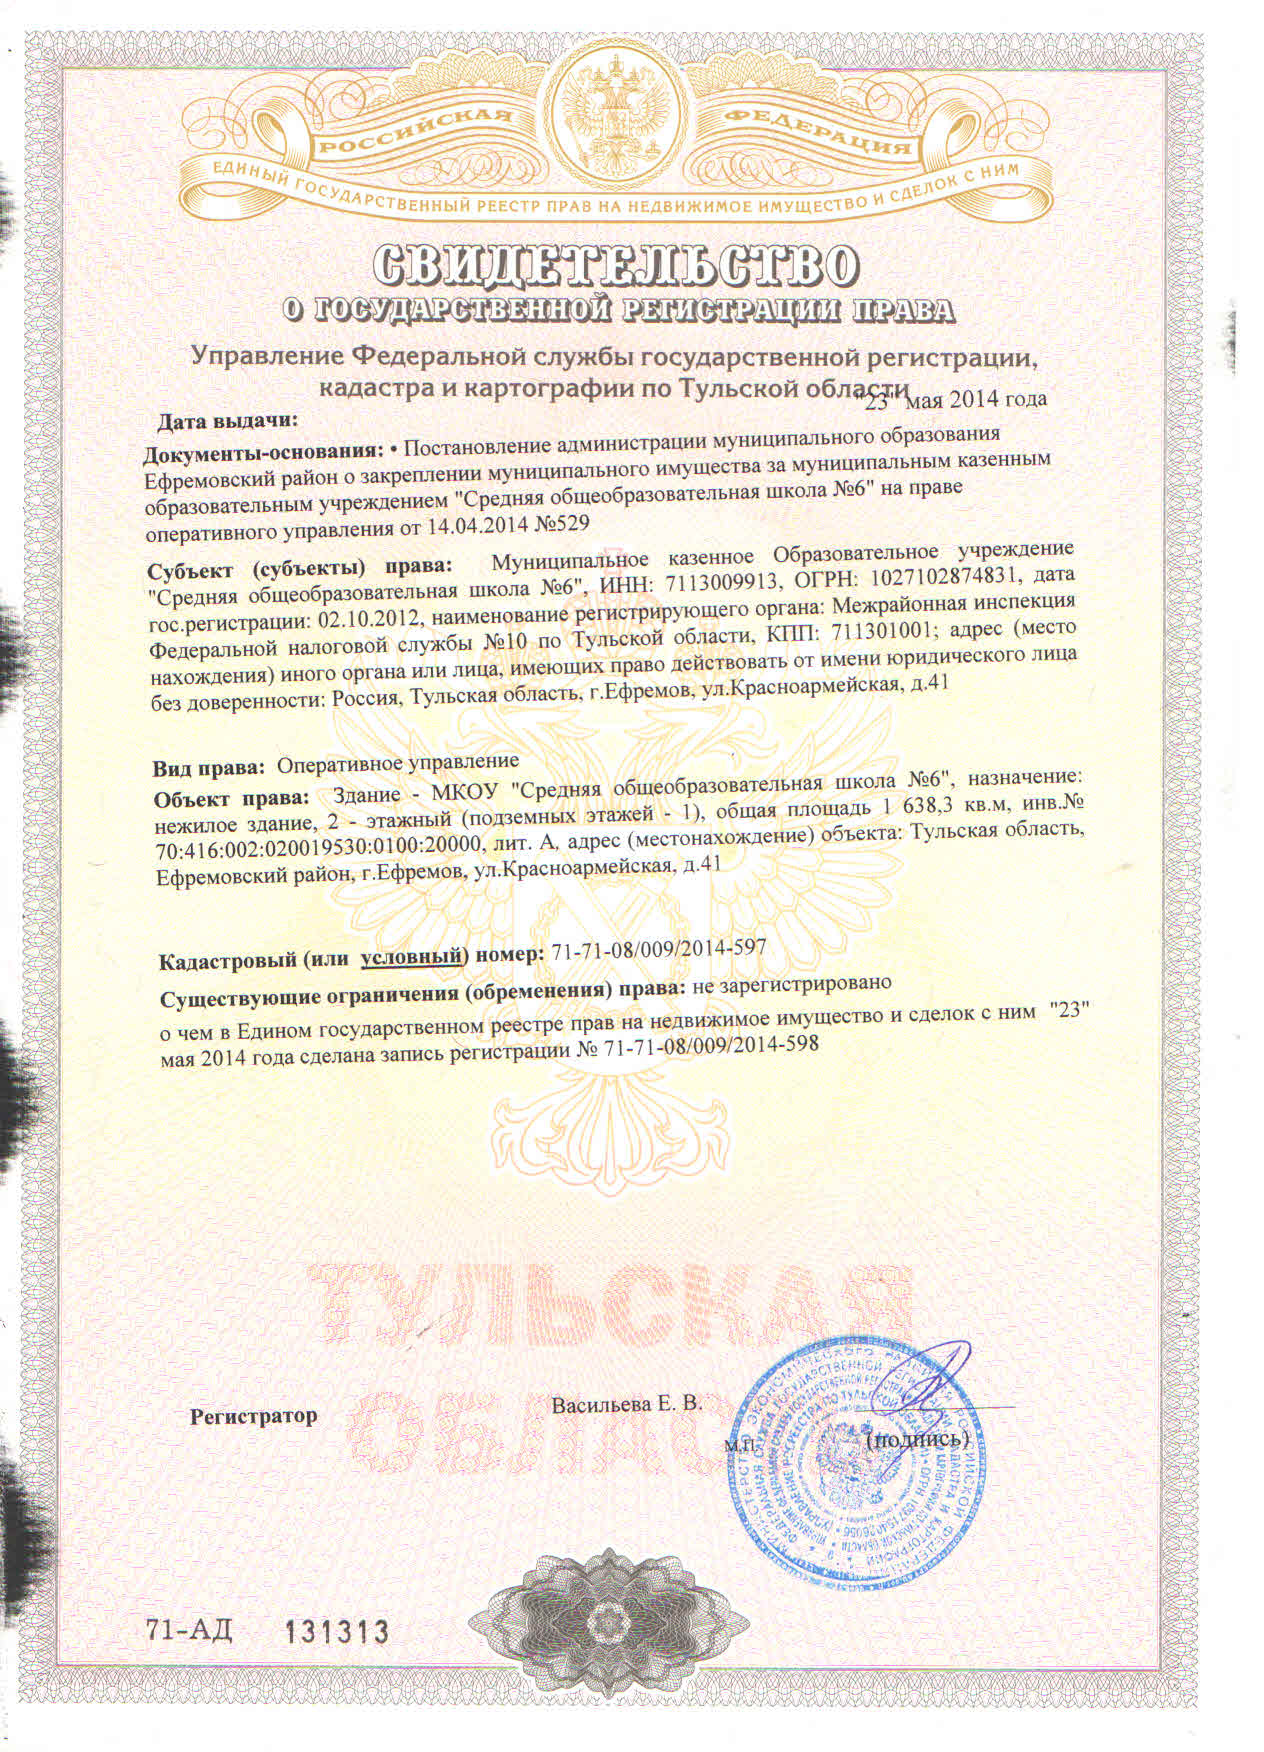 РОССИЙСКАЯ ФЕДЕРАЦИЯ
ЕДИНЫЙ ГОСУДАРСТВЕННЫЙ РЕЕСТР ПРАВ НА НЕДВИЖИМОЕ ИМУЩЕСТВО И СДЕЛОК С НИМ
СВИДЕТЕЛЬСТВО
О ГОСУДАРСТВЕННОЙ РЕГИСТРАЦИИ ПРАВА
Управление Федеральной службы государственной регистрации,
кадастра и картографии по Тульской области
"23" мая 2014 года
Дата выдачи:
Документы-основания: • Постановление администрации муниципального образования
Ефремовский район о закреплении муниципального имущества за муниципальным казенным
образовательным учреждением "Средняя общеобразовательная школа №6" на праве
оперативного управления от 14.04.2014 №529
Субъект (субъекты) права: Муниципальное казенное Образовательное учреждение
"Средняя общеобразовательная школа №6", ИНН: 7113009913, ОГРН: 1027102874831, дата
гос.регистрации: 02.10.2012, наименование регистрирующего органа: Межрайонная инспекция
Федеральной налоговой службы №10 по Тульской области, КПП: 711301001; адрес (место
нахождения) иного органа или лица, имеющих право действовать от имени юридического лица
без доверенности: Россия, Тульская область, г.Ефремов, ул.Красноармейская, д.41
Вид права: Оперативное управление
Объект права: Здание - МКОУ "Средняя общеобразовательная школа №6", назначение:
нежилое здание, 2 - этажный (подземных этажей - 1), общая площадь 1 638,3 кв.м, инв.№
70:416:002:020019530:0100:20000, лит. А, адрес (местонахождение) объекта: Тульская область,
Ефремовский район, г.Ефремов, ул.Красноармейская, д.41
Кадастровый (или условный) номер: 71-71-08/009/2014-597
Существующие ограничения (обременения) права: не зарегистрировано
о чем в Едином государственном реестре прав на недвижимое имущество и сделок с ним "23"
мая 2014 года сделана запись регистрации № 71-71-08/009/2014-598
ТУЛЬСКАЯ
ОБЛАС
Регистратор Васильева Е. В.
М.П. (подпись)
71-АД 131313